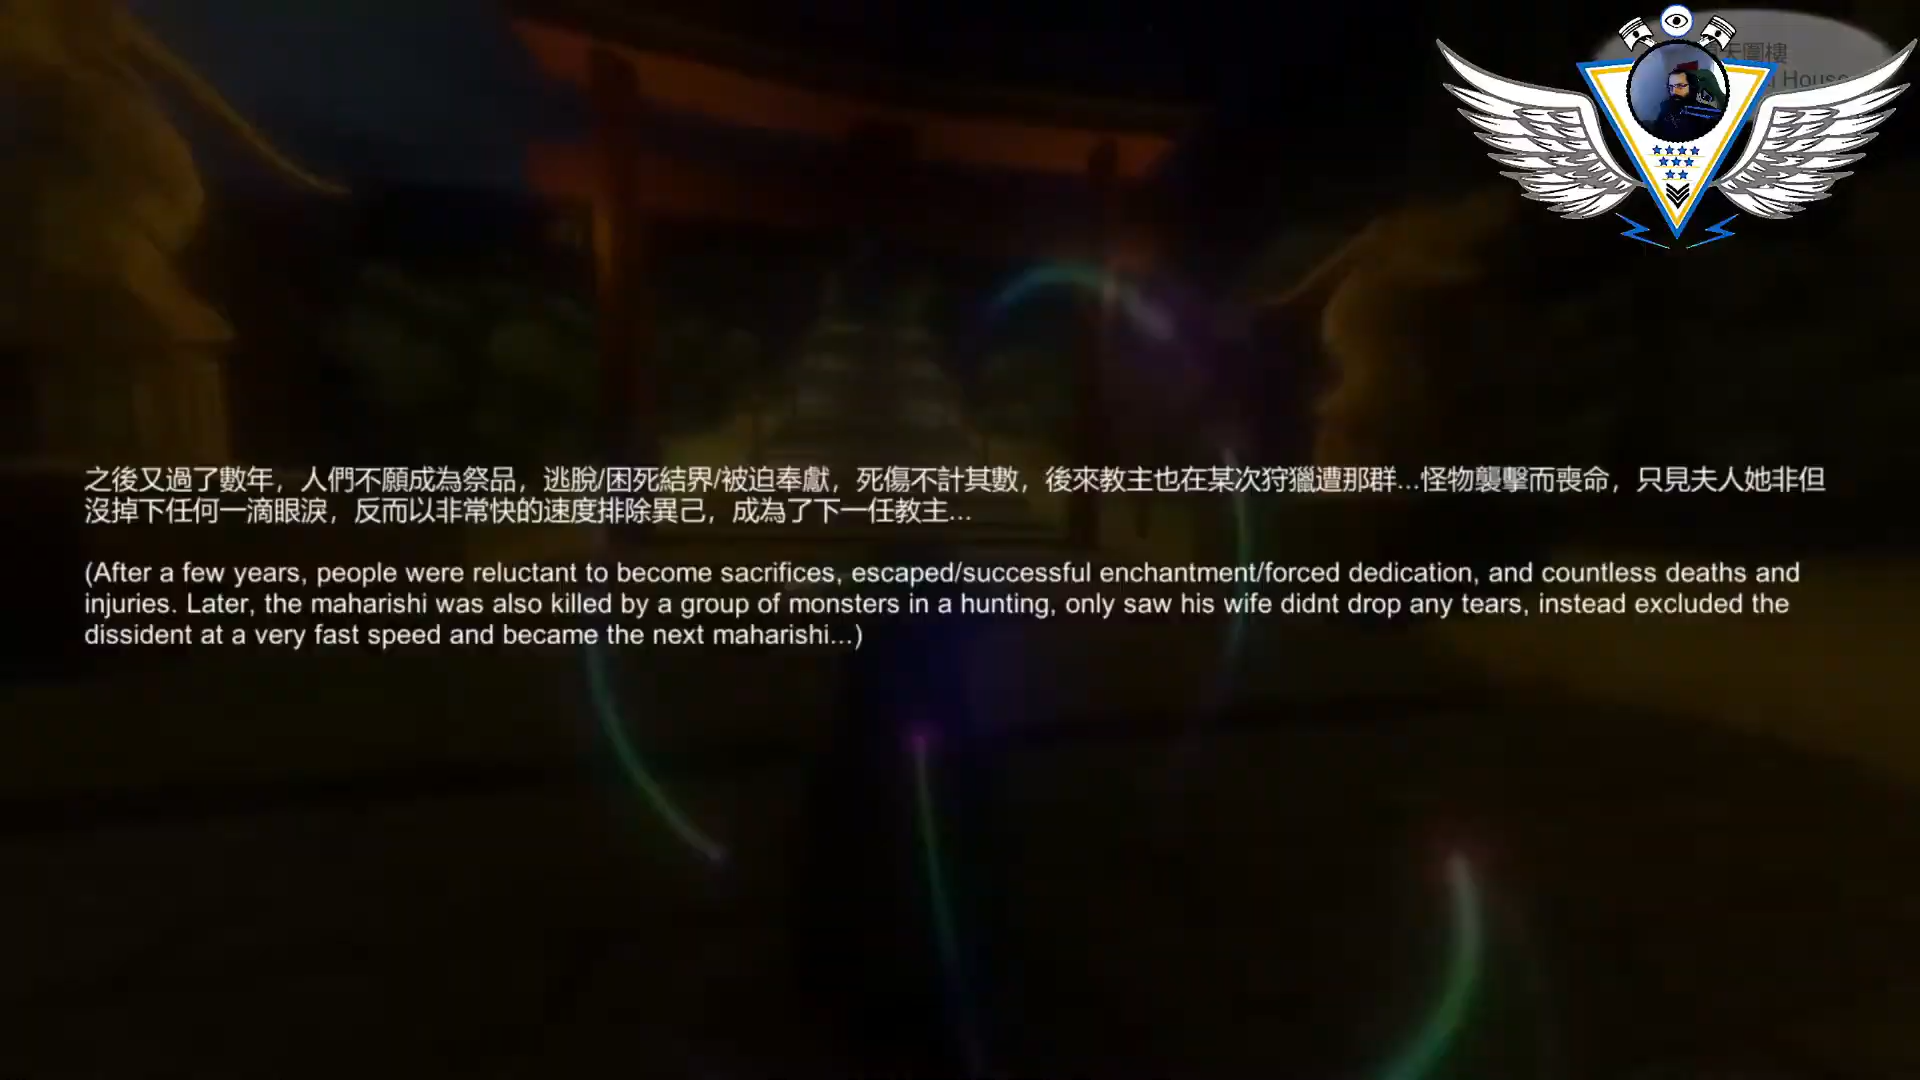 天圍樓
House
之後又過了數年，人們不願成為祭品，逃脫/困死結界/被迫奉獻，死傷不計其數，後來教主也在某次狩獵遭那群...怪物襲擊而喪命，只見夫人她非但
沒掉下任何一滴眼淚，反而以非常快的速度排除異己，成為了下一任教主...
(After a few years, people were reluctant to become sacrifices, escaped/successful enchantment/forced dedication, and countless deaths and
injuries. Later, the maharishi was also killed by a group of monsters in a hunting, only saw his wife didnt drop any tears, instead excluded the
dissident at a very fast speed and became the next maharishi...)